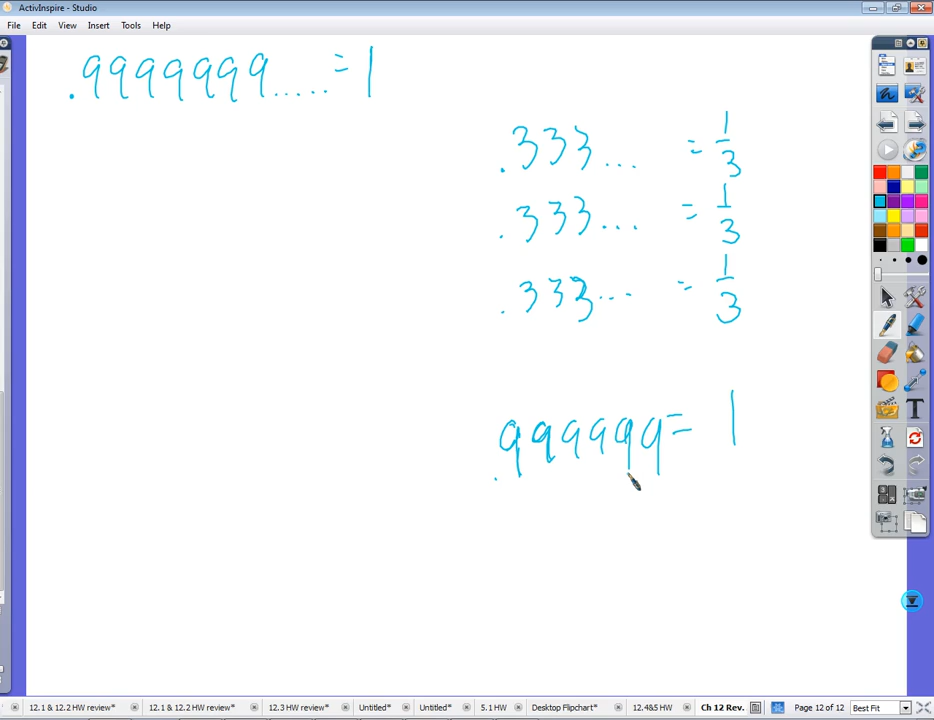 ActivInspire - Studio
File Edit View Insert Tools Help
.9999999..... = 1
.333... = 1/3
.333... = 1/3
.333... = 1/3
.999999 = 1
12.1 & 12.2 HW review* 12.1 & 12.2 HW review* 12.3 HW review* Untitled* Untitled* 5.1 HW Desktop Flipchart* 12.4&5 HW Ch 12 Rev. Page 12 of 12 Best Fit